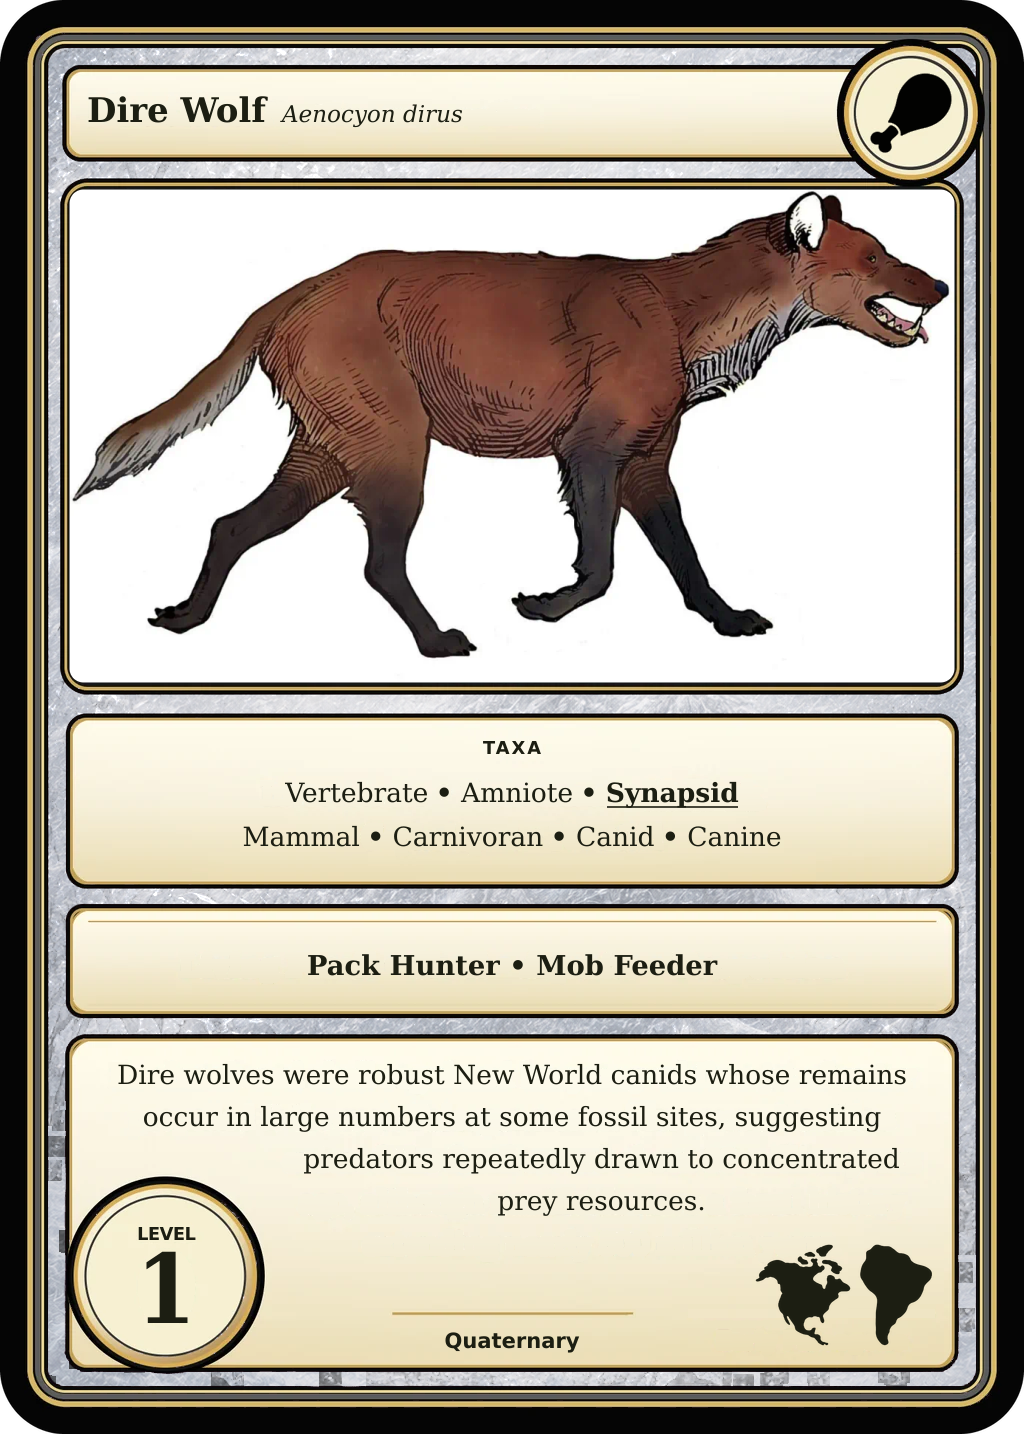 Dire Wolf Aenocyon dirus
TAXA
Vertebrate • Amniote • Synapsid
Mammal • Carnivoran • Canid • Canine
Pack Hunter • Mob Feeder
Dire wolves were robust New World canids whose remains
occur in large numbers at some fossil sites, suggesting
predators repeatedly drawn to concentrated
prey resources.
LEVEL
1
Quaternary